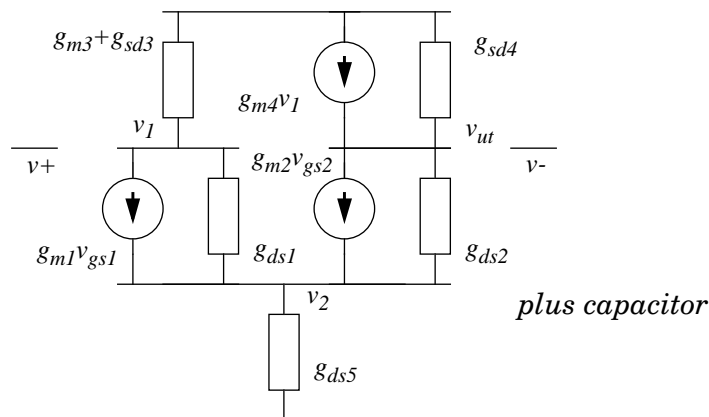 g_{m3}+g_{sd3}
g_{sd4}
g_{m4}v_1
v_1
v_{ut}
v+
g_{m2}v_{gs2}
v-
g_{m1}v_{gs1}
g_{ds1}
g_{ds2}
v_2
plus capacitor
g_{ds5}